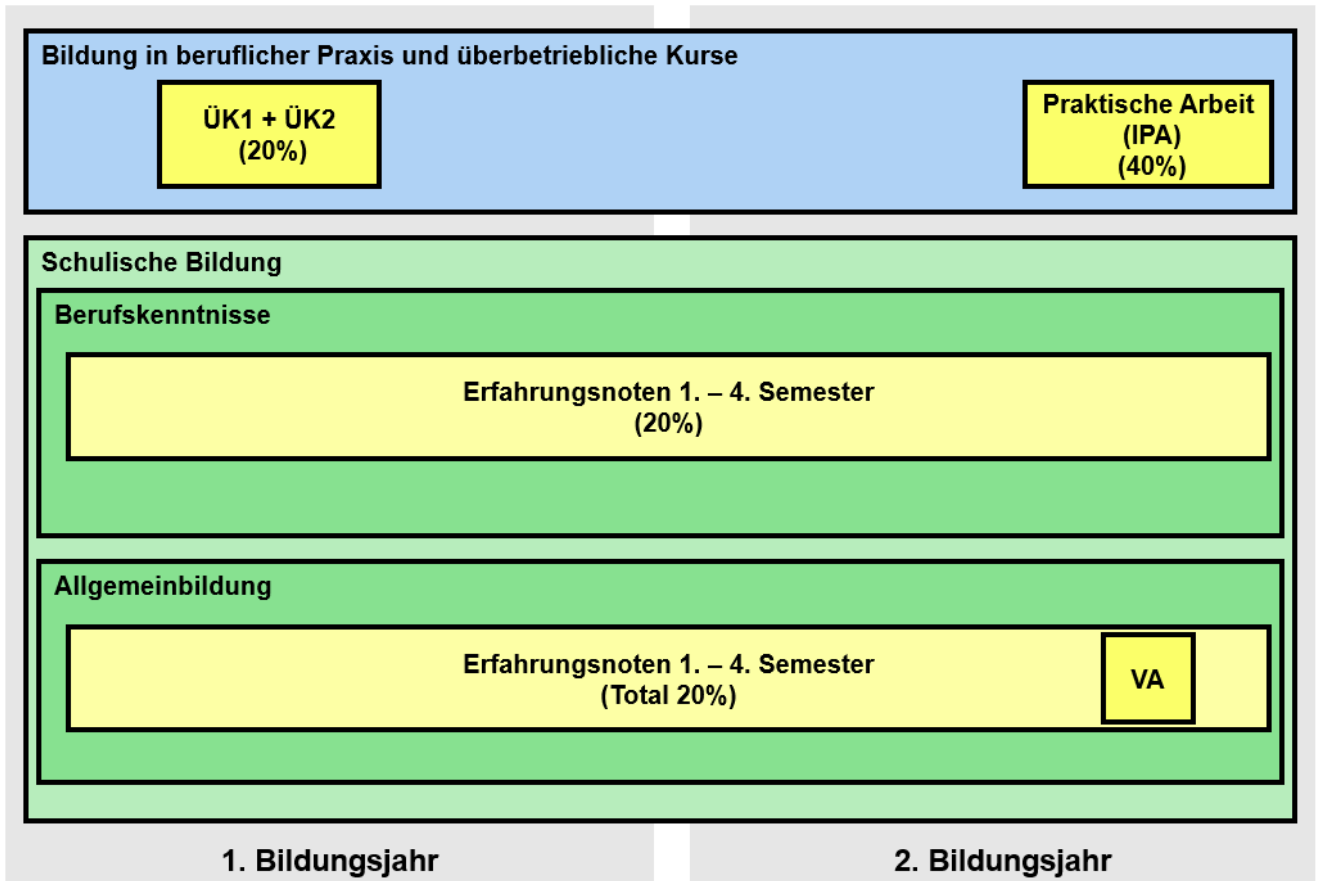 Bildung in beruflicher Praxis und überbetriebliche Kurse
ÜK1 + ÜK2
(20%)
Praktische Arbeit
(IPA)
(40%)
Schulische Bildung
Berufskenntnisse
Erfahrungsnoten 1. – 4. Semester
(20%)
Allgemeinbildung
Erfahrungsnoten 1. – 4. Semester
(Total 20%)
VA
1. Bildungsjahr
2. Bildungsjahr